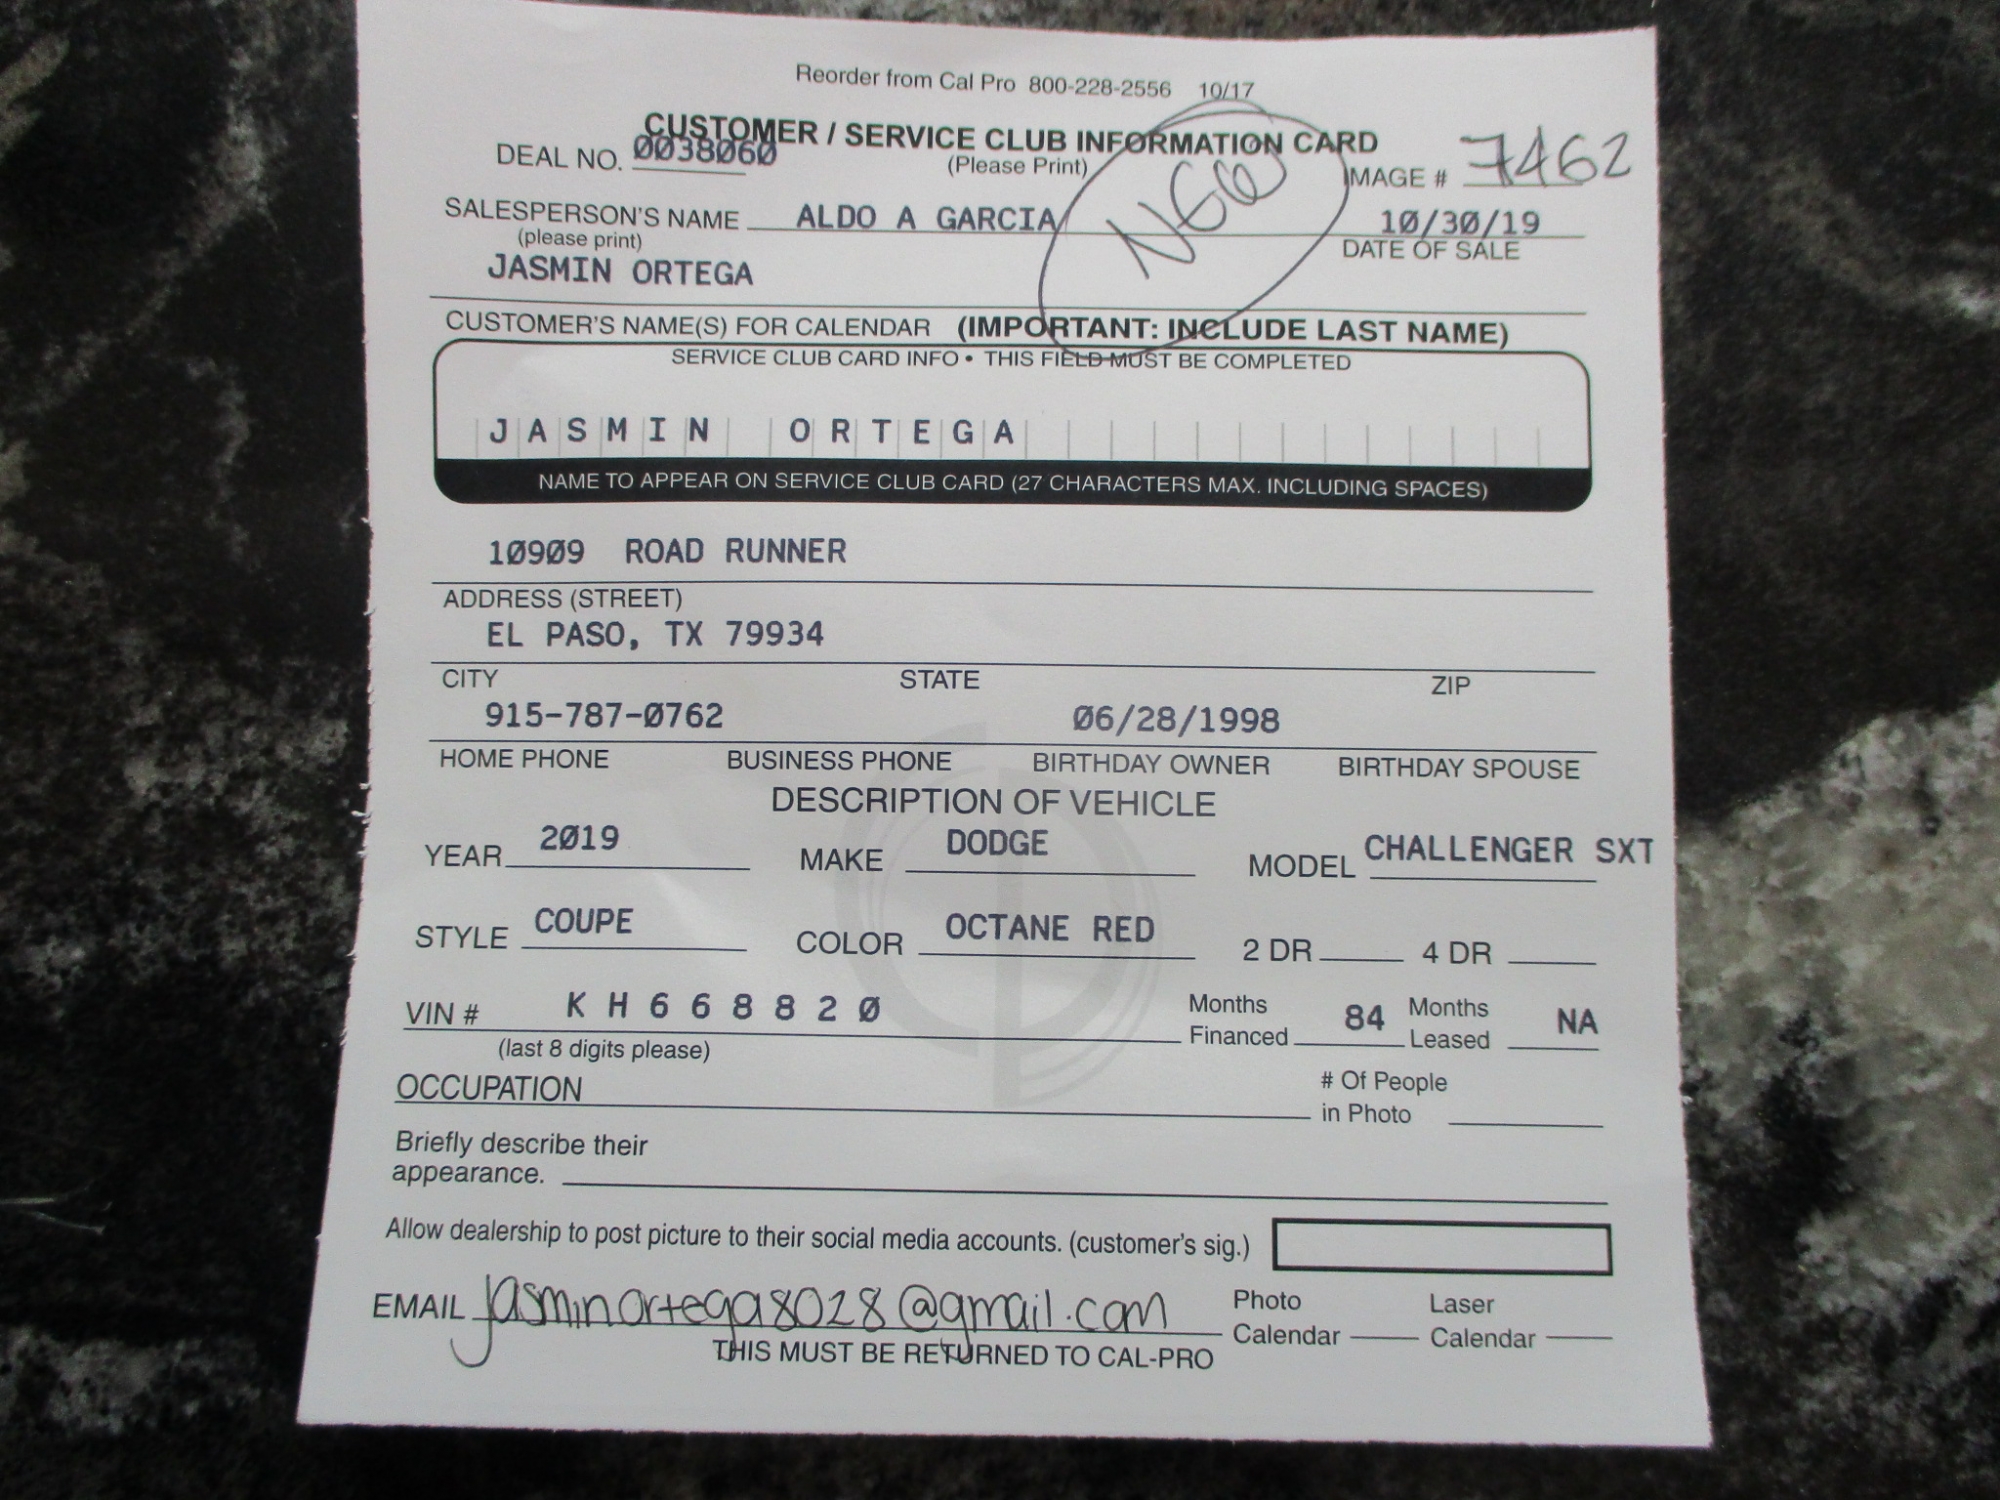 Reorder from Cal Pro 800-228-2556 10/17
CUSTOMER / SERVICE CLUB INFORMATION CARD
DEAL NO. 0038060 (Please Print) IMAGE # 7462
SALESPERSON'S NAME ALDO A GARCIA 10/30/19
(please print) DATE OF SALE
JASMIN ORTEGA
CUSTOMER'S NAME(S) FOR CALENDAR (IMPORTANT: INCLUDE LAST NAME)
SERVICE CLUB CARD INFO • THIS FIELD MUST BE COMPLETED
JASMIN ORTEGA
NAME TO APPEAR ON SERVICE CLUB CARD (27 CHARACTERS MAX. INCLUDING SPACES)
10909 ROAD RUNNER
ADDRESS (STREET)
EL PASO, TX 79934
CITY STATE ZIP
915-787-0762 06/28/1998
HOME PHONE BUSINESS PHONE BIRTHDAY OWNER BIRTHDAY SPOUSE
DESCRIPTION OF VEHICLE
YEAR 2019 MAKE DODGE MODEL CHALLENGER SXT
STYLE COUPE COLOR OCTANE RED 2 DR 4 DR
VIN # K H 6 6 8 8 2 0 Months Financed 84 Months Leased NA
(last 8 digits please)
OCCUPATION # Of People in Photo
Briefly describe their
appearance.
Allow dealership to post picture to their social media accounts. (customer's sig.)
EMAIL jasminortega8028@gmail.com Photo Calendar Laser Calendar
THIS MUST BE RETURNED TO CAL-PRO